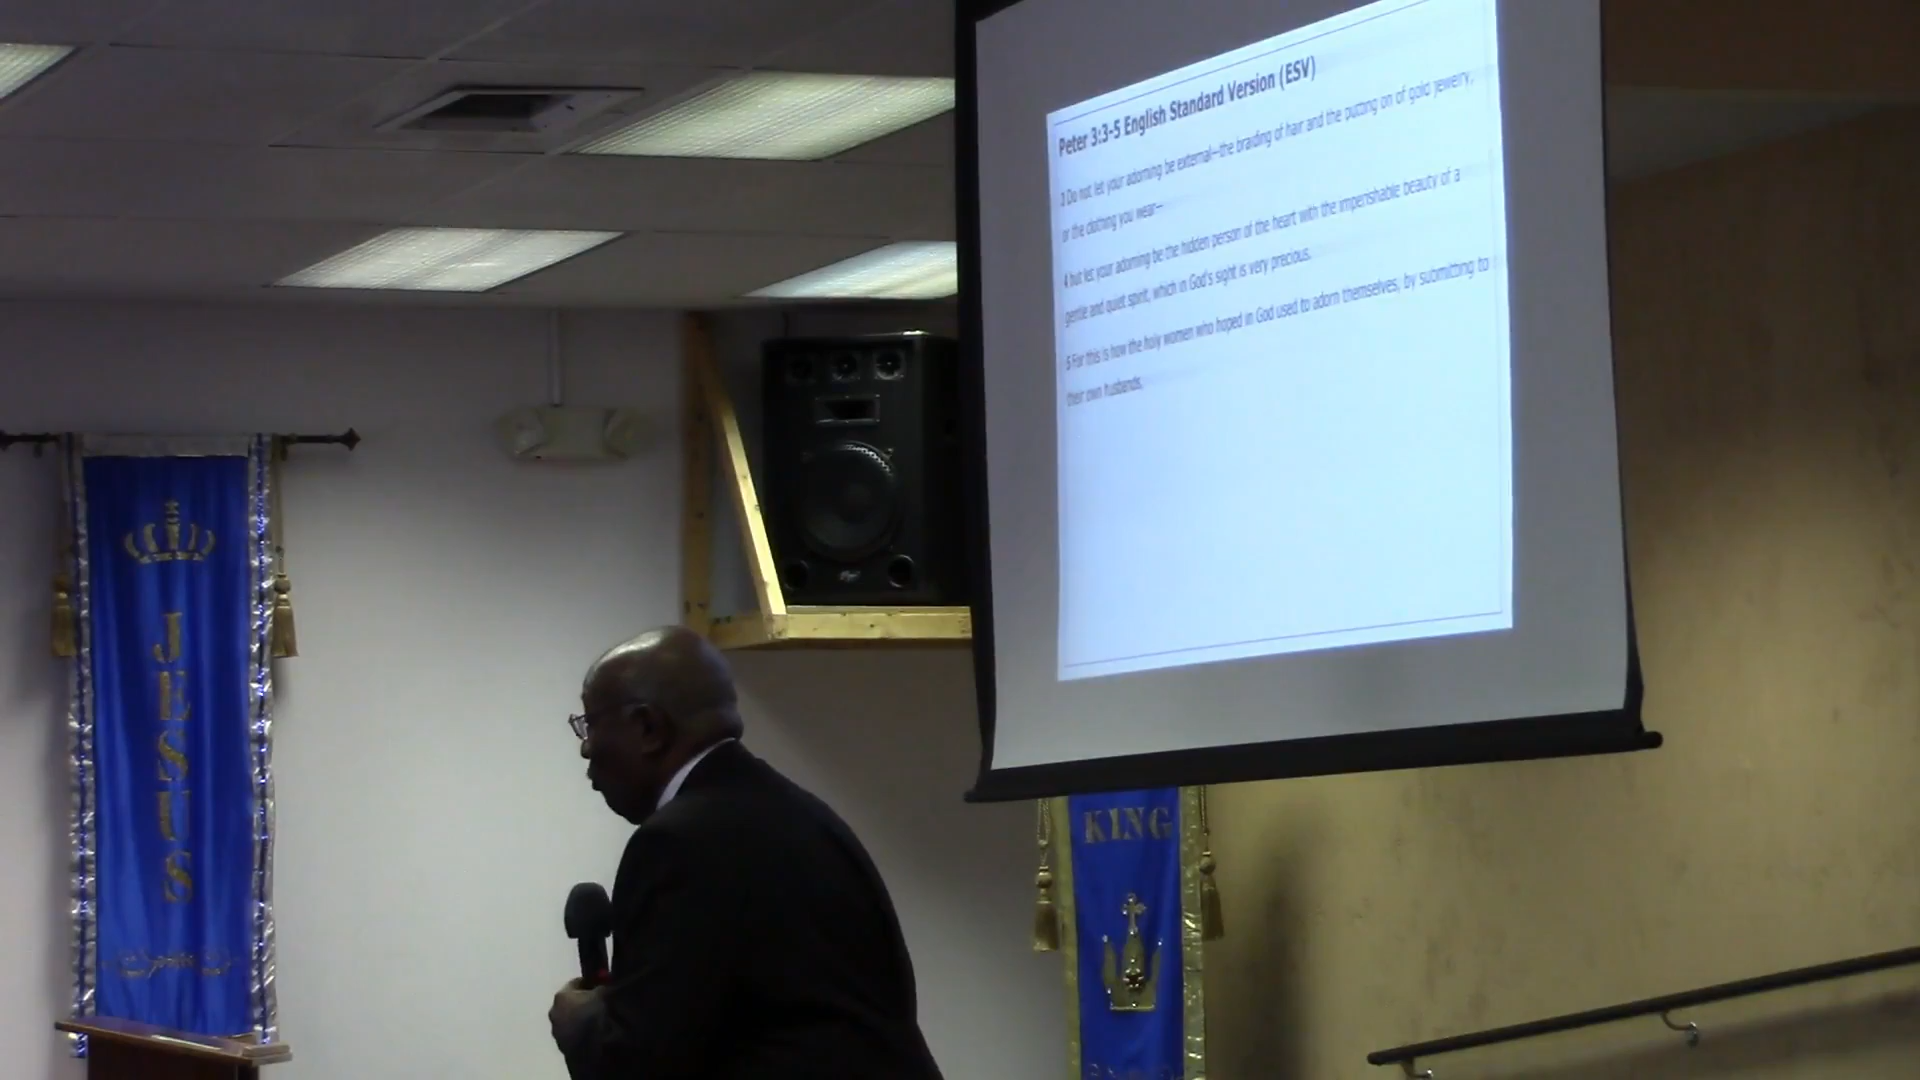 Peter 3:3-5 English Standard Version (ESV)
3 Do not let your adorning be external—the braiding of hair and the putting on of gold jewelry,
or the clothing you wear—
4 but let your adorning be the hidden person of the heart with the imperishable beauty of a
gentle and quiet spirit, which in God's sight is very precious.
5 For this is how the holy women who hoped in God used to adorn themselves, by submitting to
their own husbands,
JESUS
KING